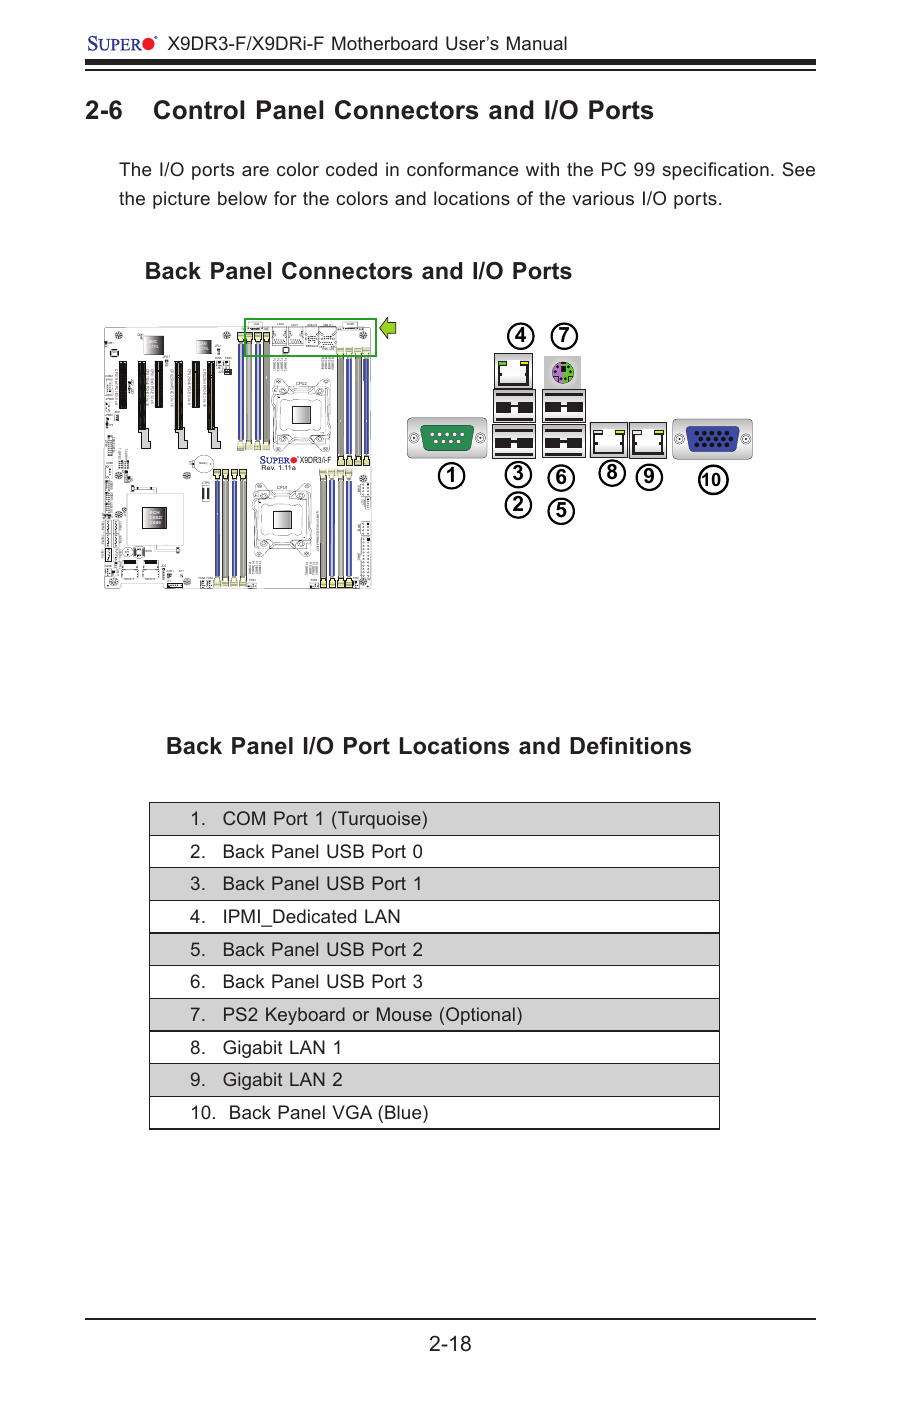 SUPER X9DR3-F/X9DRi-F Motherboard User's Manual
2-6 Control Panel Connectors and I/O Ports
The I/O ports are color coded in conformance with the PC 99 specification. See
the picture below for the colors and locations of the various I/O ports.
Back Panel Connectors and I/O Ports
CPU2
SUPER X9DR3/i-F
Rev. 1.11a
CPU1
4 7
1 3 6 8 9 10
2 5
Back Panel I/O Port Locations and Definitions
1. COM Port 1 (Turquoise)
2. Back Panel USB Port 0
3. Back Panel USB Port 1
4. IPMI_Dedicated LAN
5. Back Panel USB Port 2
6. Back Panel USB Port 3
7. PS2 Keyboard or Mouse (Optional)
8. Gigabit LAN 1
9. Gigabit LAN 2
10. Back Panel VGA (Blue)
2-18